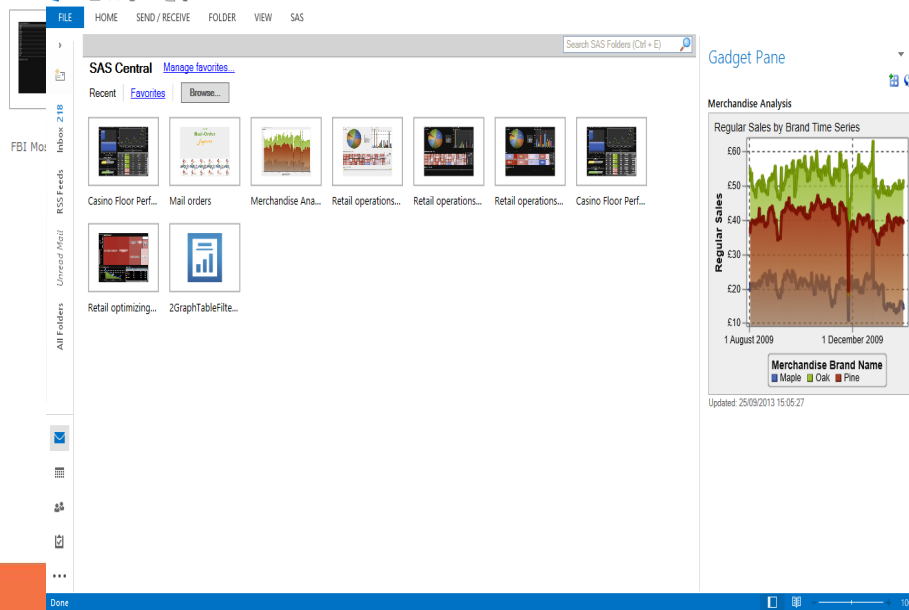 FILE HOME SEND / RECEIVE FOLDER VIEW SAS
Search SAS Folders (Ctrl + E)
SAS Central Manage favorites...
Recent Favorites Browse...
Casino Floor Perf... Mail orders Merchandise Ana... Retail operations... Retail operations... Retail operations... Casino Floor Perf...
Retail optimizing... 2GraphTableFilte...
FBI Mos
Inbox 218
RSS Feeds
Unread Mail
All Folders
Gadget Pane
Merchandise Analysis
Regular Sales by Brand Time Series
Regular Sales
£60
£50
£40
£30
£20
£10
1 August 2009 1 December 2009
Merchandise Brand Name
Maple Oak Pine
Updated: 25/09/2013 15:05:27
Done
10